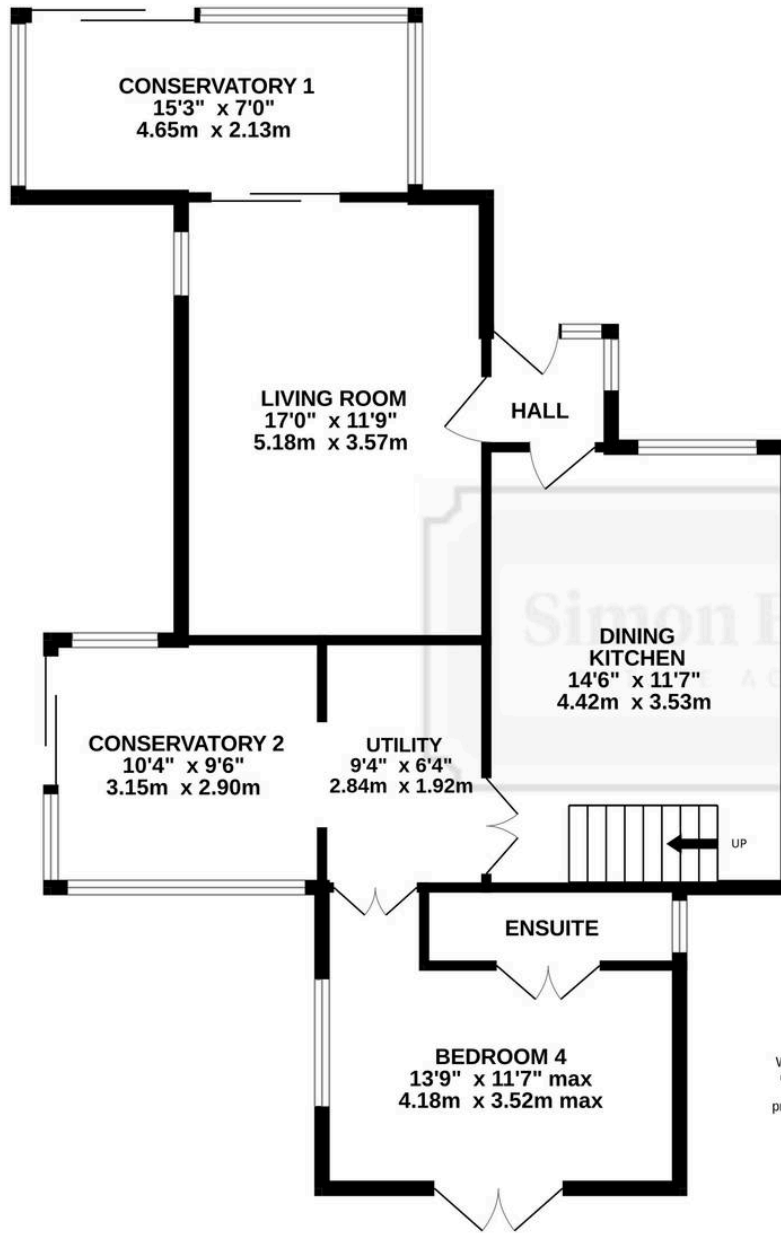 CONSERVATORY 1
15'3" x 7'0"
4.65m x 2.13m
LIVING ROOM
17'0" x 11'9"
5.18m x 3.57m
HALL
Simon
DINING
KITCHEN
14'6" x 11'7"
4.42m x 3.53m
CONSERVATORY 2
10'4" x 9'6"
3.15m x 2.90m
UTILITY
9'4" x 6'4"
2.84m x 1.92m
UP
ENSUITE
BEDROOM 4
13'9" x 11'7" max
4.18m x 3.52m max